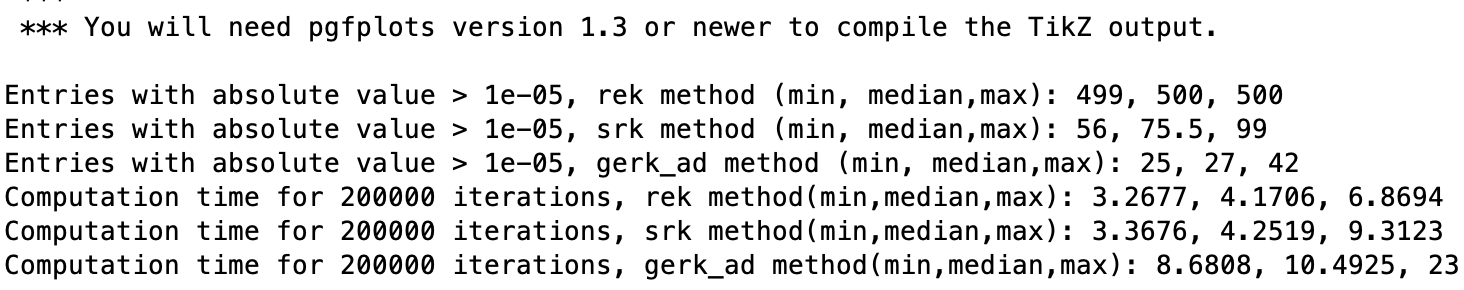 ***
*** You will need pgfplots version 1.3 or newer to compile the TikZ output.
Entries with absolute value > 1e-05, rek method (min, median,max): 499, 500, 500
Entries with absolute value > 1e-05, srk method (min, median,max): 56, 75.5, 99
Entries with absolute value > 1e-05, gerk_ad method (min, median,max): 25, 27, 42
Computation time for 200000 iterations, rek method(min,median,max): 3.2677, 4.1706, 6.8694
Computation time for 200000 iterations, srk method(min,median,max): 3.3676, 4.2519, 9.3123
Computation time for 200000 iterations, gerk_ad method(min,median,max): 8.6808, 10.4925, 23